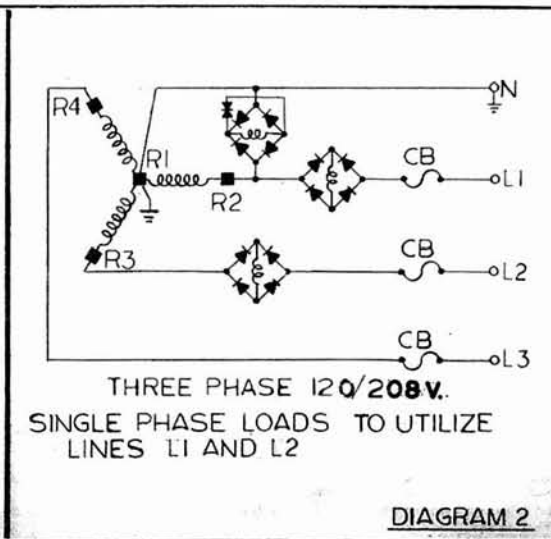 N
R4
R1
CB
L1
R2
R3
CB
L2
CB
L3
THREE PHASE 120/208V.
SINGLE PHASE LOADS TO UTILIZE
LINES L1 AND L2
DIAGRAM 2